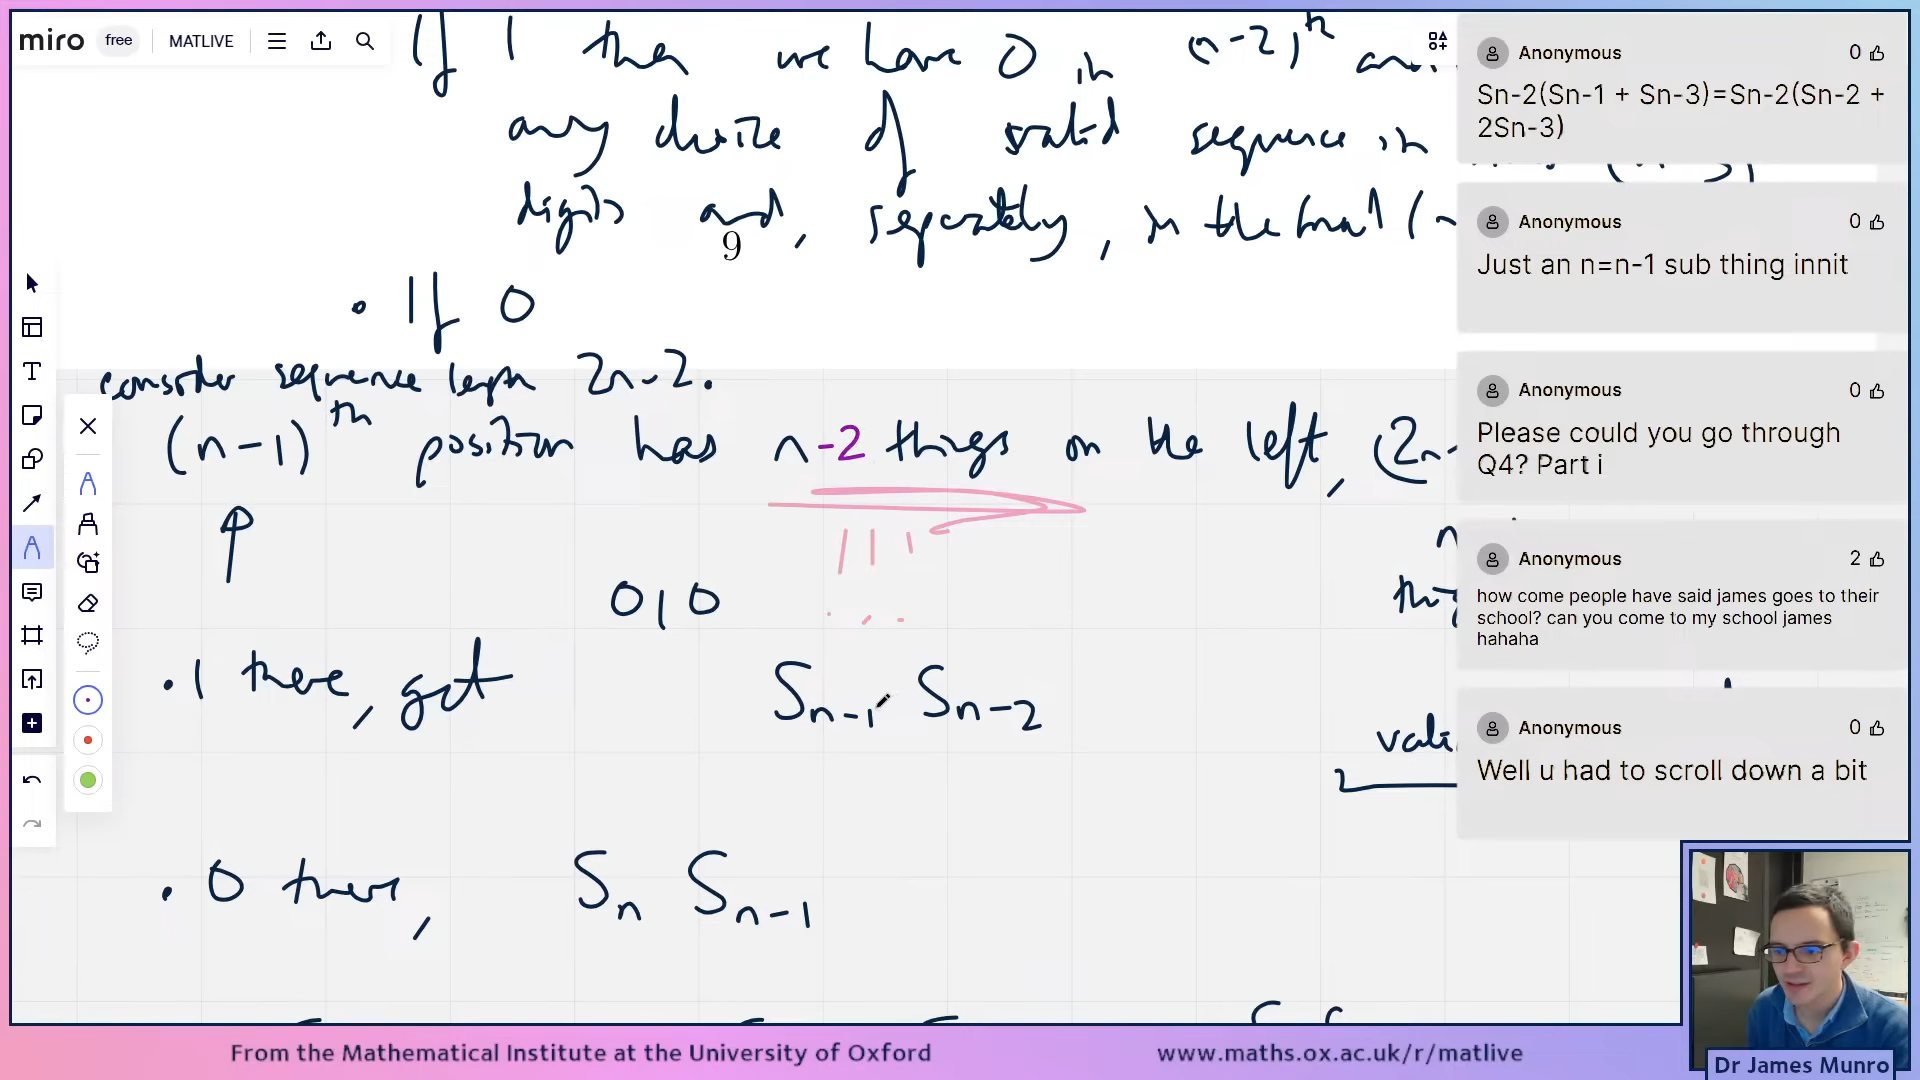 miro free MATLIVE
If 1 then we have 0 in (n-2)th
any choice of valid sequence in
digits and, separately, in the final (n
9
• If 0
consider sequence length 2n-2.
(n-1)th position has n-2 things on the left, (2n-
0 1 0
• 1 there, get Sn-1 Sn-2
• 0 there, Sn Sn-1
Anonymous 0
Sn-2(Sn-1 + Sn-3)=Sn-2(Sn-2 +
2Sn-3)
Anonymous 0
Just an n=n-1 sub thing innit
Anonymous 0
Please could you go through
Q4? Part i
Anonymous 2
how come people have said james goes to their
school? can you come to my school james
hahaha
Anonymous 0
Well u had to scroll down a bit
From the Mathematical Institute at the University of Oxford
www.maths.ox.ac.uk/r/matlive
Dr James Munro